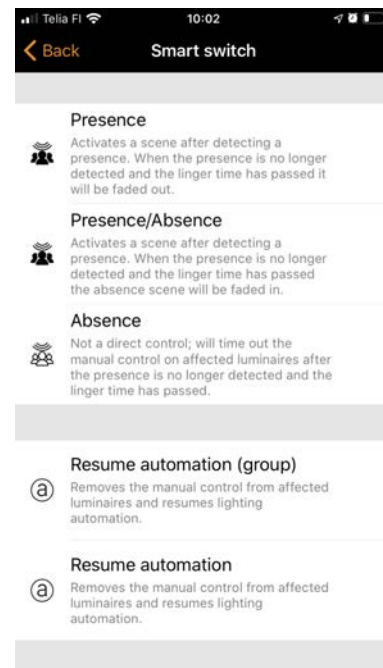 Telia FI 10:02
Back Smart switch
Presence
Activates a scene after detecting a
presence. When the presence is no longer
detected and the linger time has passed it
will be faded out.
Presence/Absence
Activates a scene after detecting a
presence. When the presence is no longer
detected and the linger time has passed
the absence scene will be faded in.
Absence
Not a direct control; will time out the
manual control on affected luminaires after
the presence is no longer detected and the
linger time has passed.
a Resume automation (group)
Removes the manual control from affected
luminaires and resumes lighting
automation.
a Resume automation
Removes the manual control from affected
luminaires and resumes lighting
automation.